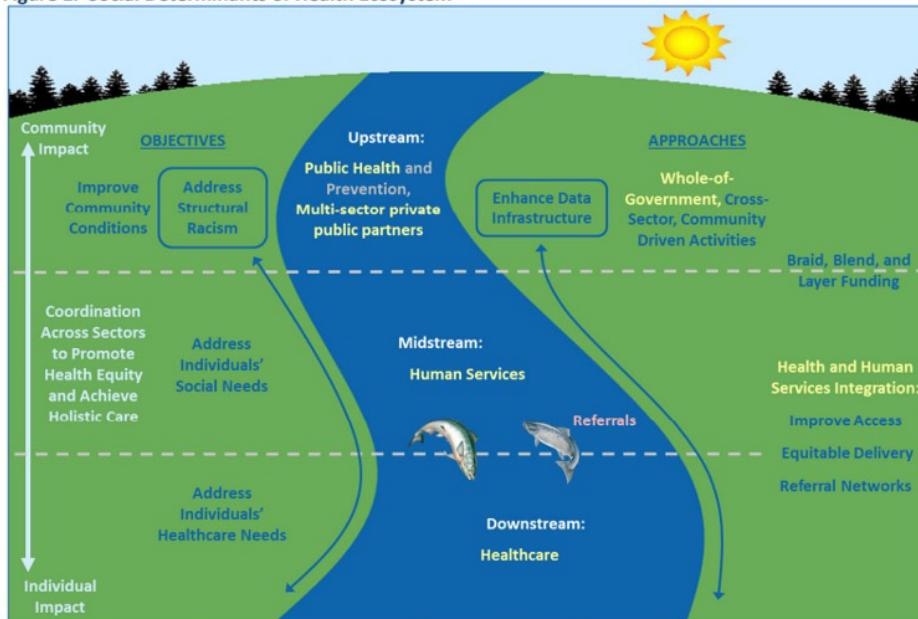 Community
Impact
OBJECTIVES
Improve
Community
Conditions
Address
Structural
Racism
Upstream:
Public Health and
Prevention,
Multi-sector private
public partners
APPROACHES
Enhance Data
Infrastructure
Whole-of-
Government, Cross-
Sector, Community
Driven Activities
Braid, Blend, and
Layer Funding
Coordination
Across Sectors
to Promote
Health Equity
and Achieve
Holistic Care
Address
Individuals'
Social Needs
Midstream:
Human Services
Referrals
Health and Human
Services Integration:
Improve Access
Equitable Delivery
Referral Networks
Address
Individuals'
Healthcare Needs
Downstream:
Healthcare
Individual
Impact